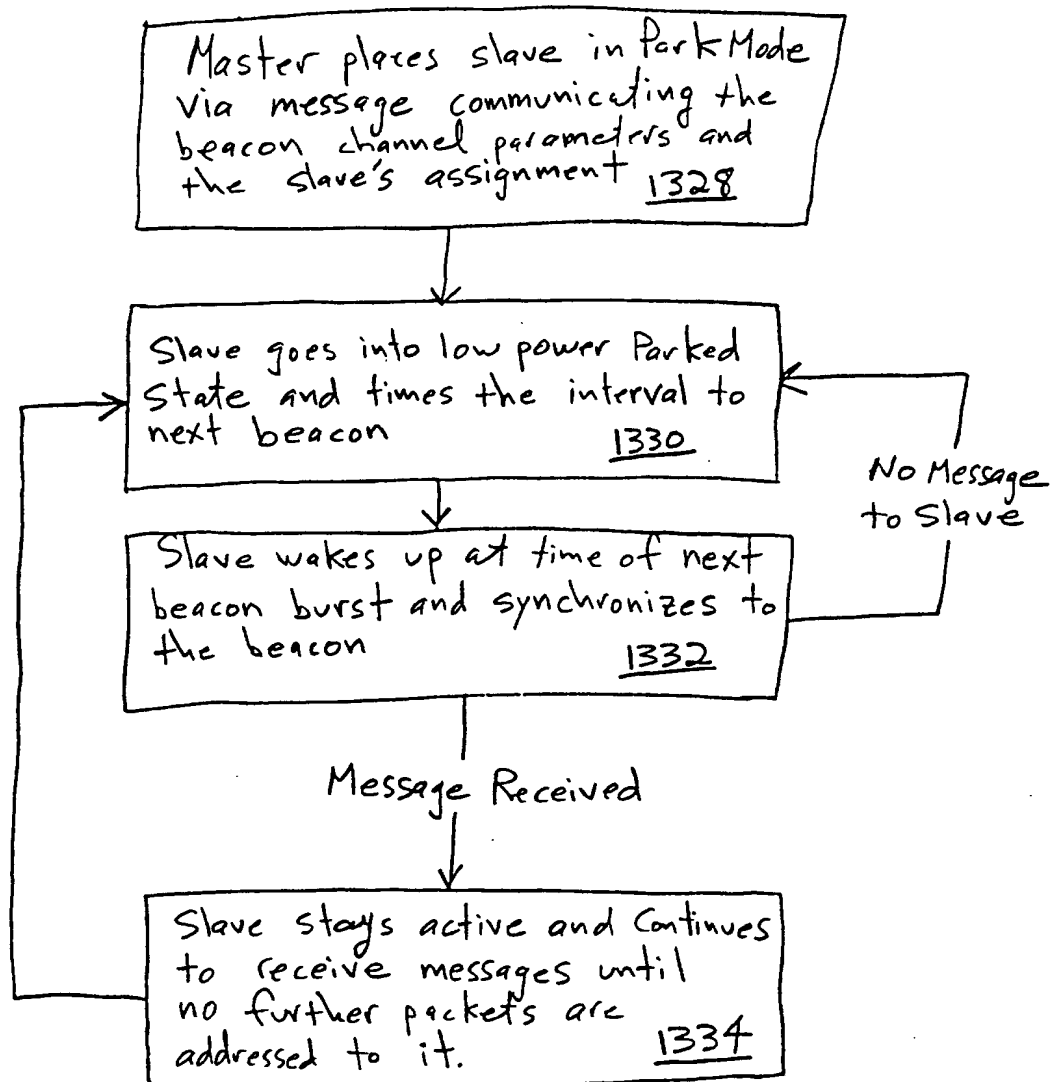 Master places slave in Park Mode
via message communicating the
beacon channel parameters and
the slave's assignment 1328
Slave goes into low power Parked
State and times the interval to
next beacon 1330
No Message
to Slave
Slave wakes up at time of next
beacon burst and synchronizes to
the beacon 1332
Message Received
Slave stays active and Continues
to receive messages until
no further packets are
addressed to it. 1334